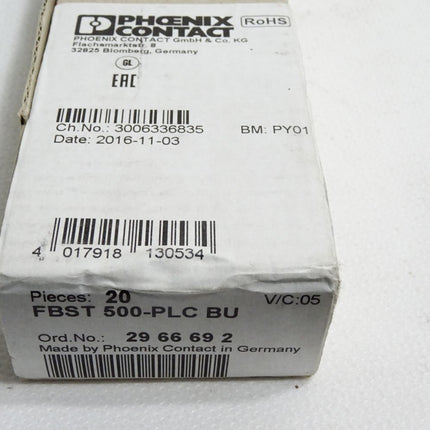 PHOENIX
CONTACT
RoHS
PHOENIX CONTACT GmbH & Co. KG
Flachsmarktstr. 8
32825 Blomberg, Germany
GL
EAC
Ch.No.: 3006336835 BM: PY01
Date: 2016-11-03
4 017918 130534
Pieces: 20 V/C:05
FBST 500-PLC BU
Ord.No.: 29 66 69 2
Made by Phoenix Contact in Germany